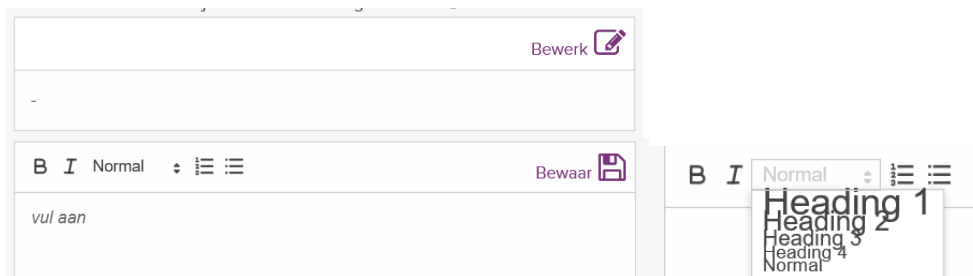 Bewerk
-
B I Normal
Bewaar
vul aan
B I Normal
Heading 1
Heading 2
Heading 3
Heading 4
Normal